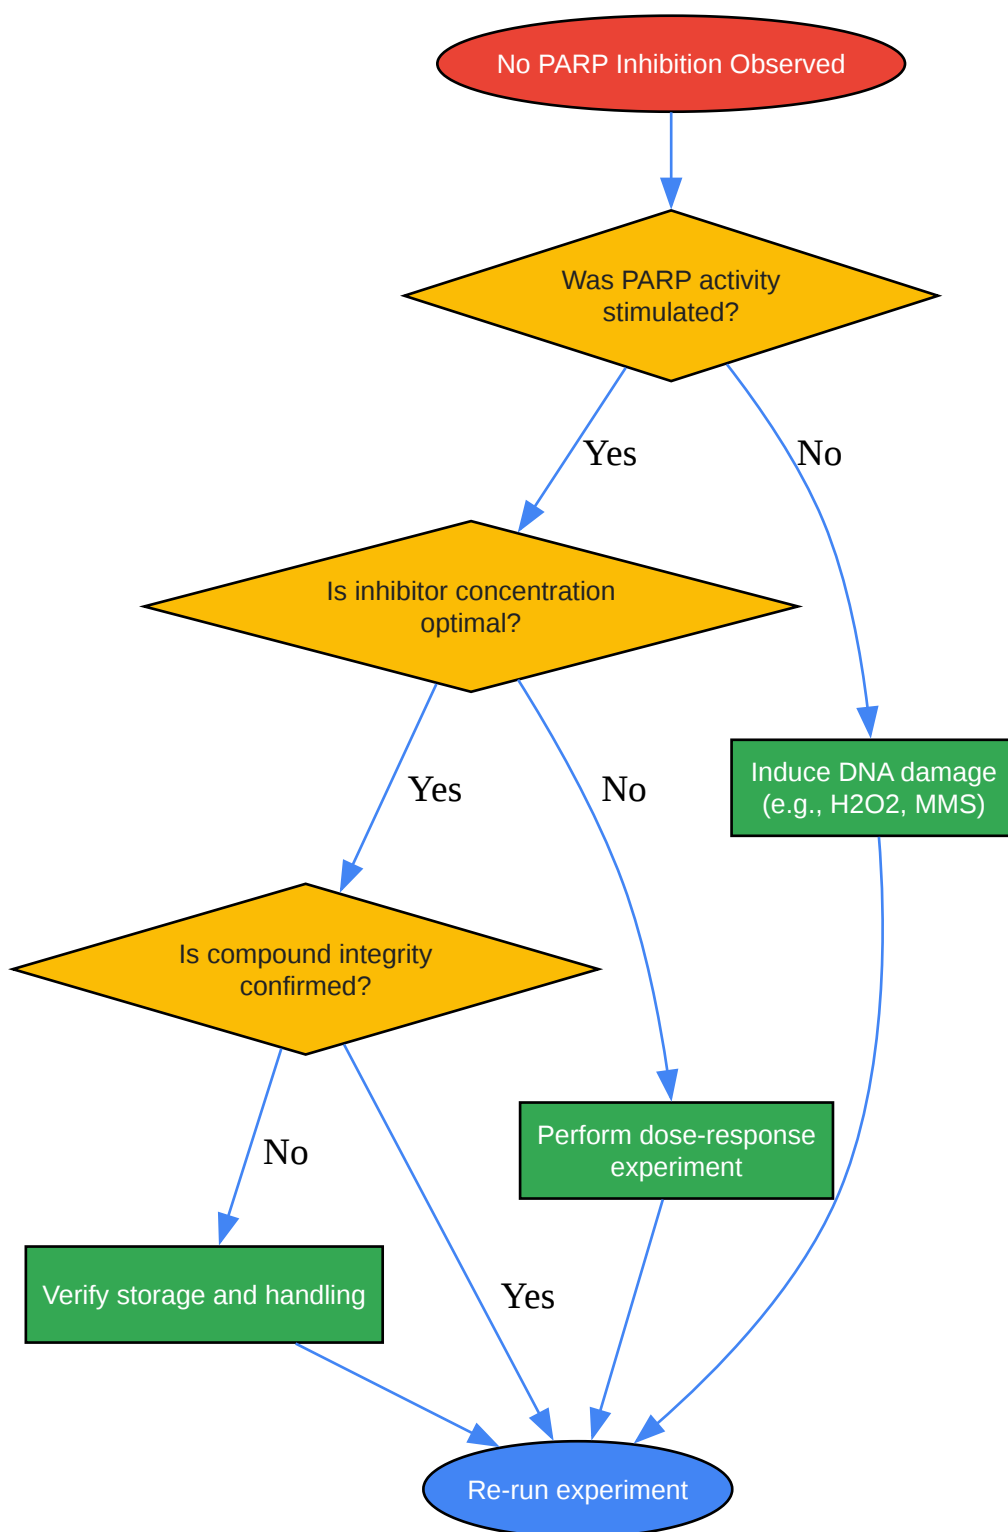 No PARP Inhibition Observed
Was PARP activity
stimulated?
Yes
No
Is inhibitor concentration
optimal?
Yes
No
Induce DNA damage
(e.g., H2O2, MMS)
Is compound integrity
confirmed?
No
Perform dose-response
experiment
Verify storage and handling
Yes
Re-run experiment